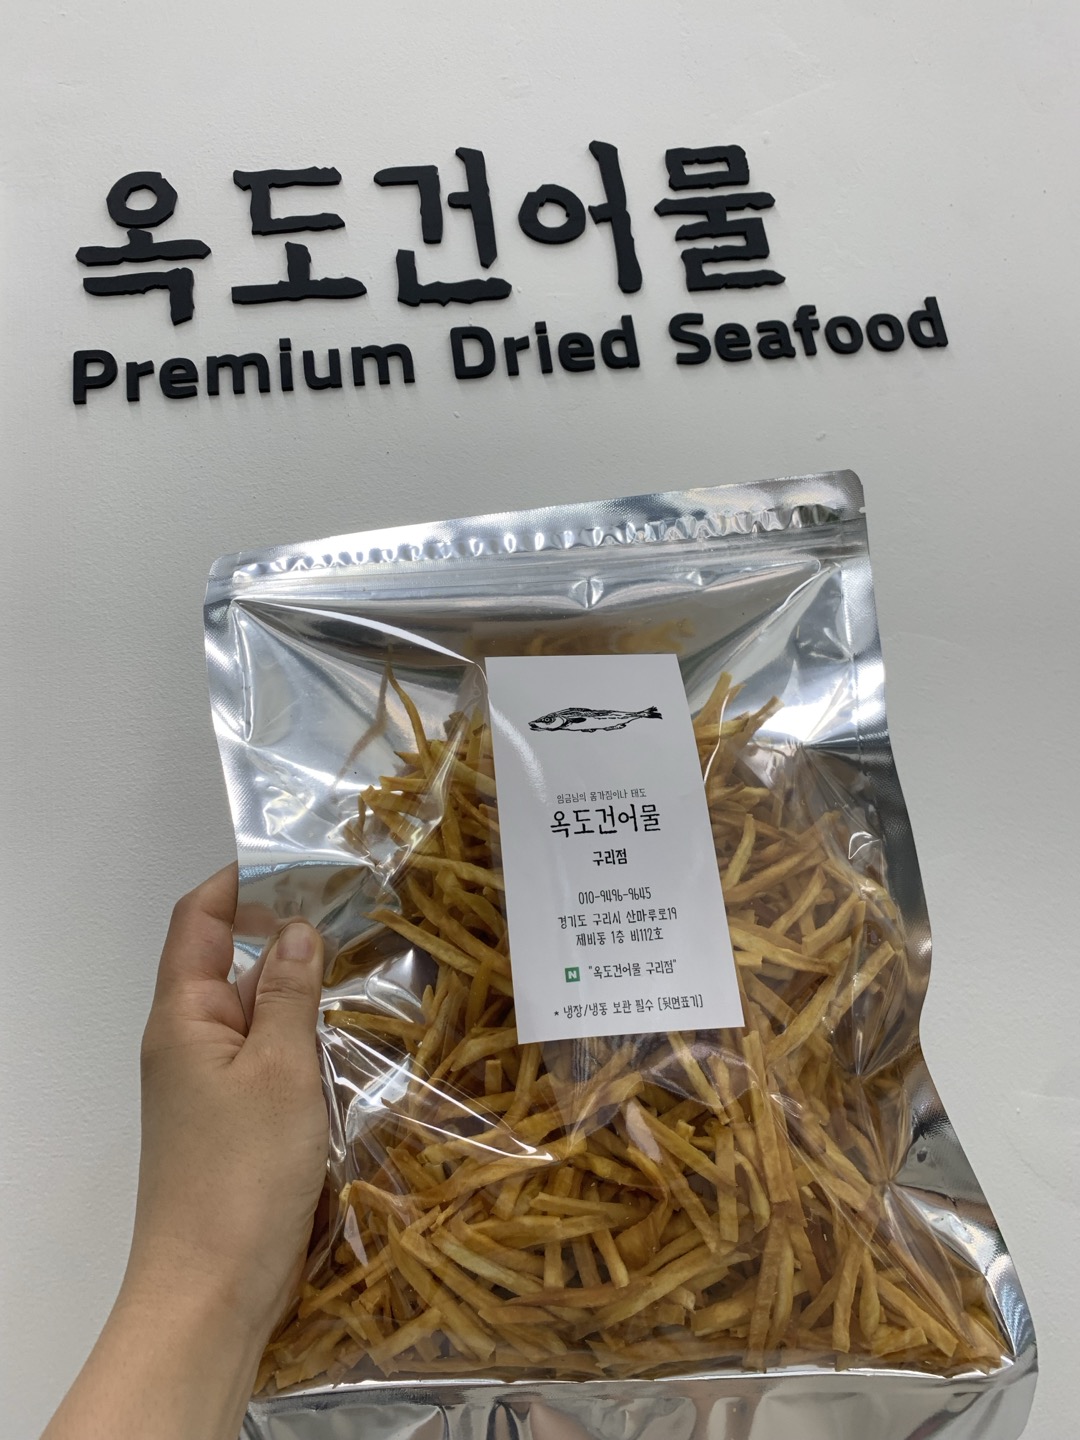 옥도건어물
Premium Dried Seafood
임금님의 몸가짐이나 태도
옥도건어물
구리점
010-9496-9645
경기도 구리시 산마루로19
제비동 1층 비112호
N "옥도건어물 구리점"
* 냉장/냉동 보관 필수 [뒷면표기]